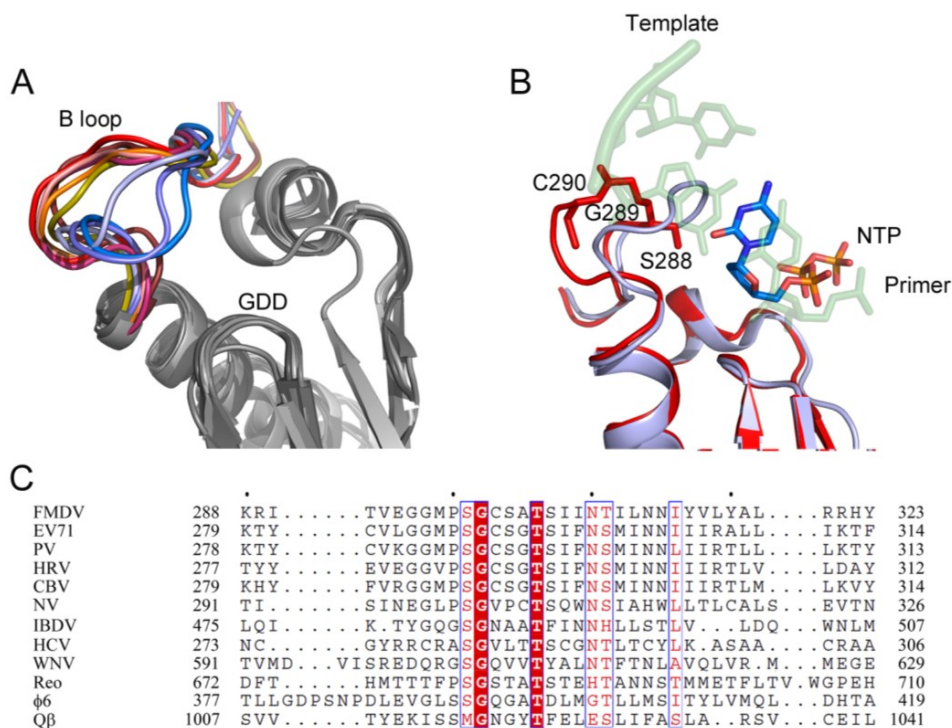 Template
A
B
B loop
C290
G289
S288
NTP
Primer
GDD
C
FMDV 288 KRI......TVEGGMPSGCSATSIINTILNNIYVLYAL....RRHY 323
EV71 279 KTY......CVLGGMPSGCSGTSIFNSMINNIIIRALL....IKTF 314
PV 278 KTY......CVKGGMPSGCSGTSIFNSMINNLIIRTLL....LKTY 313
HRV 277 TYY......EVEGGVPSGCSGTSIFNSMINNIIIRTLV....LDAY 312
CBV 279 KHY......FVRGGMPSGCSGTSIFNSMINNIIIRTLM....LKVY 314
NV 291 TI.......SINEGLPSGVPCTSQWNSIAHWLLTLCALS...EVTN 326
IBDV 475 LQI......K.TYGQGSGNAATFINNHLLSTLV...LDQ...WNLM 507
HCV 273 NC.......GYRRCRASGVLTTSCGNTLTCYLK.ASAA....CRAA 306
WNV 591 TVMD..VISREDQRGSGQVVTYALNTFTNLAVQLVR.M...MEGE 629
Reo 672 DFT......HMTTTFPSGSTATSTEHTANNSTMMETFLTV.WGPEH 710
ϕ6 377 TLLGDPSNPDLEVGLSSGQGATDLMGTLLMSITYLVMQL...DHTA 419
Qβ 1007 SVV......TYEKISSMGNGYTFELESLIFASLA..RSV...CE.. 1041